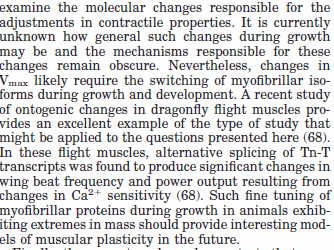 examine the molecular changes responsible for the
adjustments in contractile properties. It is currently
unknown how general such changes during growth
may be and the mechanisms responsible for these
changes remain obscure. Nevertheless, changes in
Vmax likely require the switching of myofibrillar iso-
forms during growth and development. A recent study
of ontogenic changes in dragonfly flight muscles pro-
vides an excellent example of the type of study that
might be applied to the questions presented here (68).
In these flight muscles, alternative splicing of Tn-T
transcripts was found to produce significant changes in
wing beat frequency and power output resulting from
changes in Ca2+ sensitivity (68). Such fine tuning of
myofibrillar proteins during growth in animals exhib-
iting extremes in mass should provide interesting mod-
els of muscular plasticity in the future.